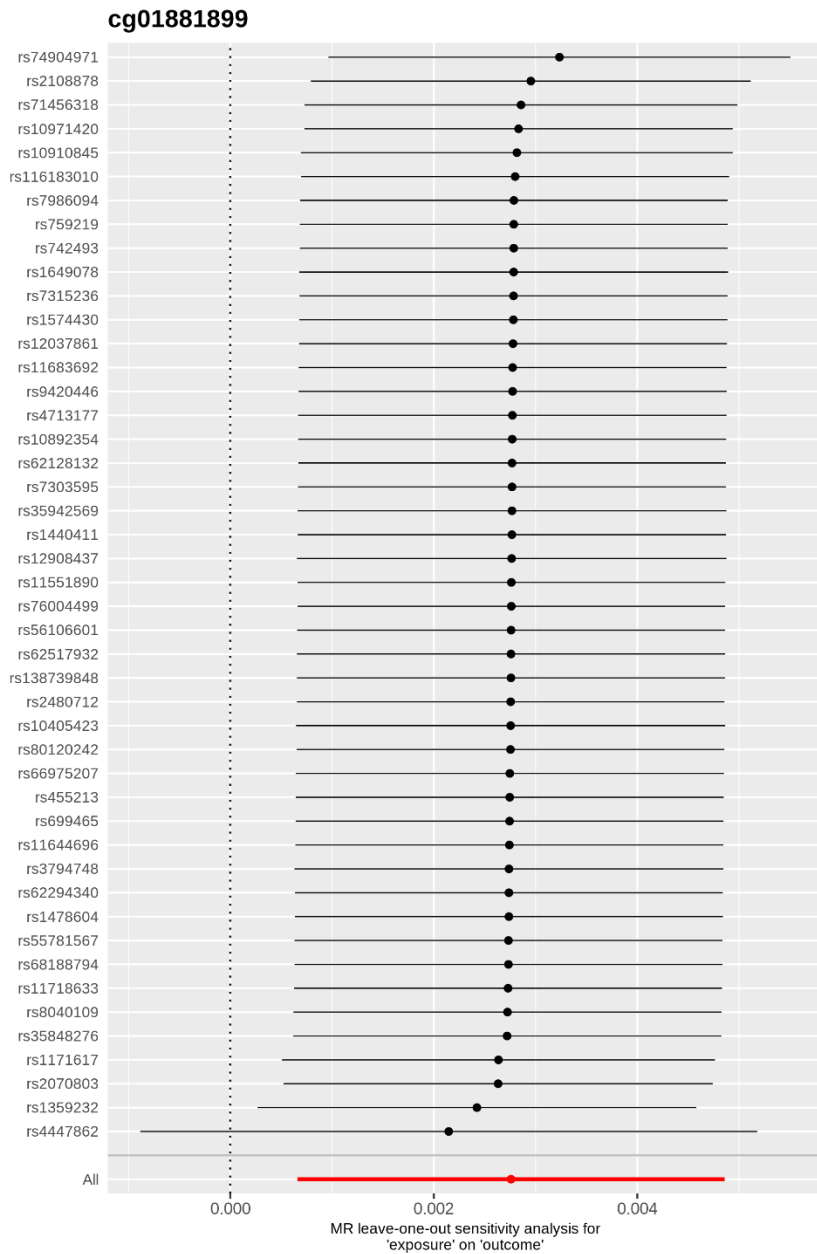 cg01881899
rs74904971
rs2108878
rs71456318
rs10971420
rs10910845
rs116183010
rs7986094
rs759219
rs742493
rs1649078
rs7315236
rs1574430
rs12037861
rs11683692
rs9420446
rs4713177
rs10892354
rs62128132
rs7303595
rs35942569
rs1440411
rs12908437
rs11551890
rs76004499
rs56106601
rs62517932
rs138739848
rs2480712
rs10405423
rs80120242
rs66975207
rs455213
rs699465
rs11644696
rs3794748
rs62294340
rs1478604
rs55781567
rs68188794
rs11718633
rs8040109
rs35848276
rs1171617
rs2070803
rs1359232
rs4447862
All
0.000 0.002 0.004
MR leave-one-out sensitivity analysis for
'exposure' on 'outcome'